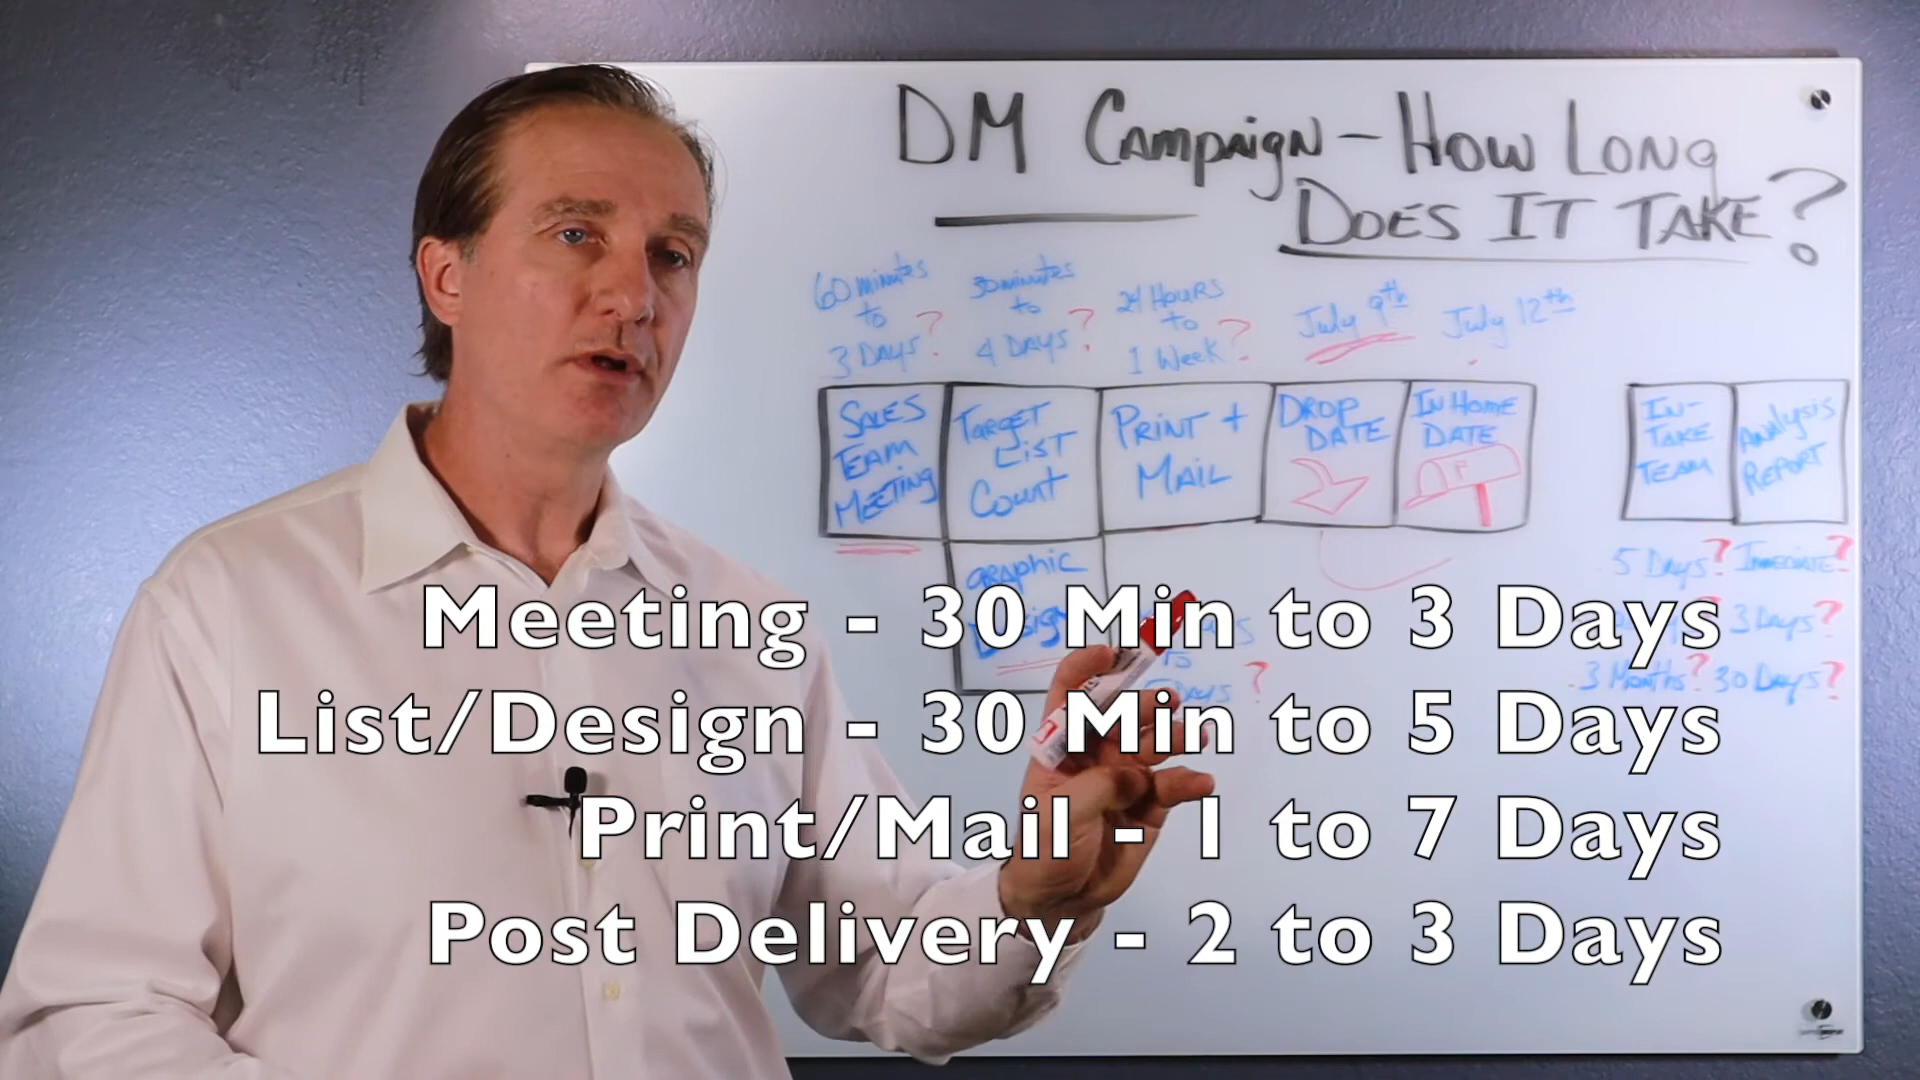 DM Campaign - How Long
Does It Take?
60 minutes to 3 Days?
30 minutes to 4 Days?
24 Hours to 1 Week?
July 9th
July 12th
Sales Team Meeting
Target List Count
Print + Mail
Drop Date
In Home Date
In-Take Team
Analysis Report
Graphic Design
to
5 Days?
5 Days? Immediate?
3 Days?
3 Months? 30 Days?
Meeting - 30 Min to 3 Days
List/Design - 30 Min to 5 Days
Print/Mail - 1 to 7 Days
Post Delivery - 2 to 3 Days